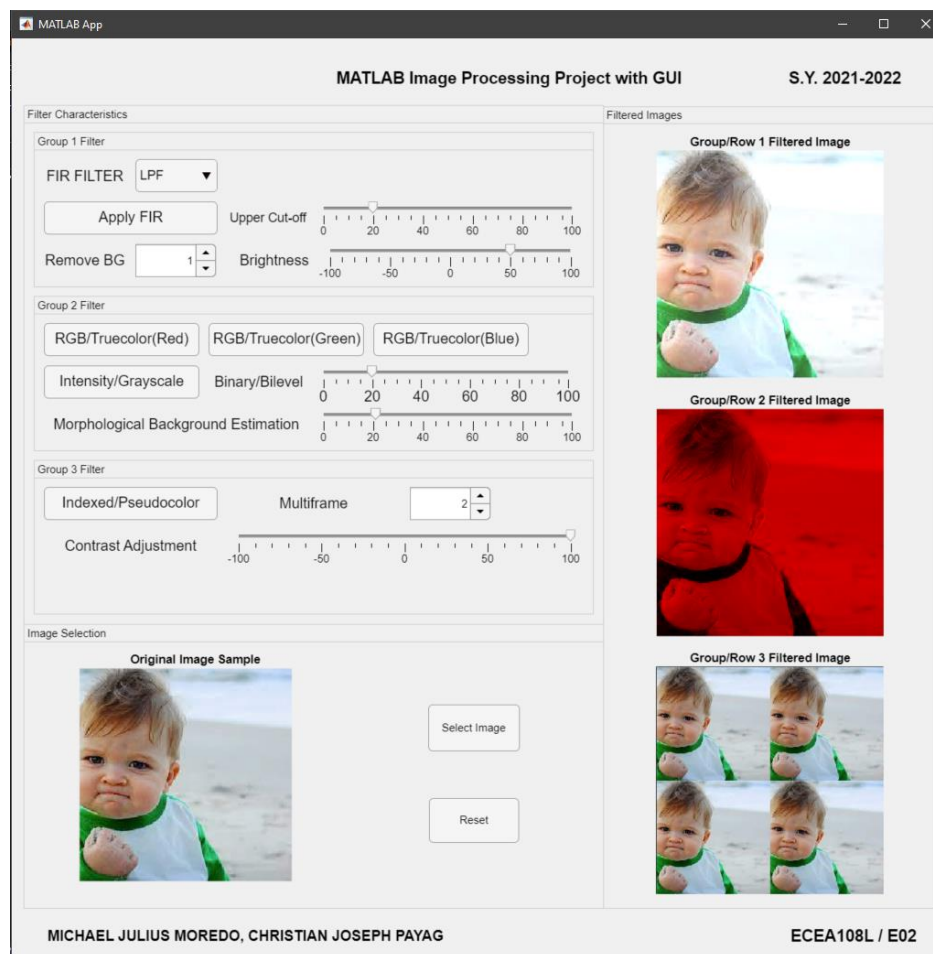 MATLAB App
MATLAB Image Processing Project with GUI S.Y. 2021-2022
Filter Characteristics
Group 1 Filter
FIR FILTER LPF
Apply FIR Upper Cut-off
0 20 40 60 80 100
Remove BG 1 Brightness
-100 -50 0 50 100
Group 2 Filter
RGB/Truecolor(Red) RGB/Truecolor(Green) RGB/Truecolor(Blue)
Intensity/Grayscale Binary/Bilevel
0 20 40 60 80 100
Morphological Background Estimation
0 20 40 60 80 100
Group 3 Filter
Indexed/Pseudocolor Multiframe 2
Contrast Adjustment
-100 -50 0 50 100
Image Selection
Original Image Sample
Select Image
Reset
Filtered Images
Group/Row 1 Filtered Image
Group/Row 2 Filtered Image
Group/Row 3 Filtered Image
MICHAEL JULIUS MOREDO, CHRISTIAN JOSEPH PAYAG ECEA108L / E02